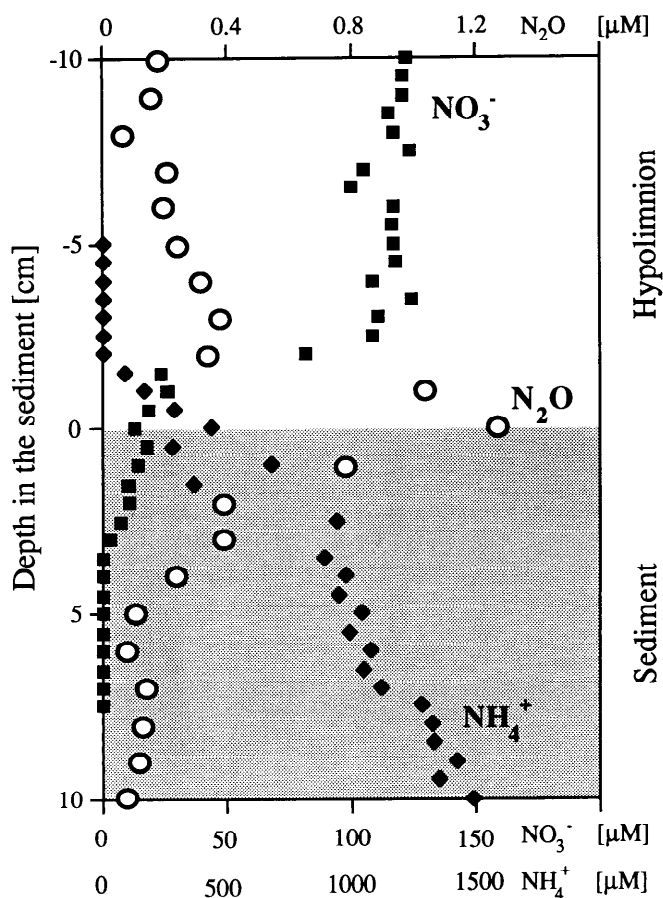 0 0.4 0.8 1.2 N₂O [μM]
-10
NO₃⁻
Hypolimnion
-5
Depth in the sediment [cm]
N₂O
0
Sediment
5
NH₄⁺
10
0 50 100 150 NO₃⁻ [μM]
0 500 1000 1500 NH₄⁺ [μM]